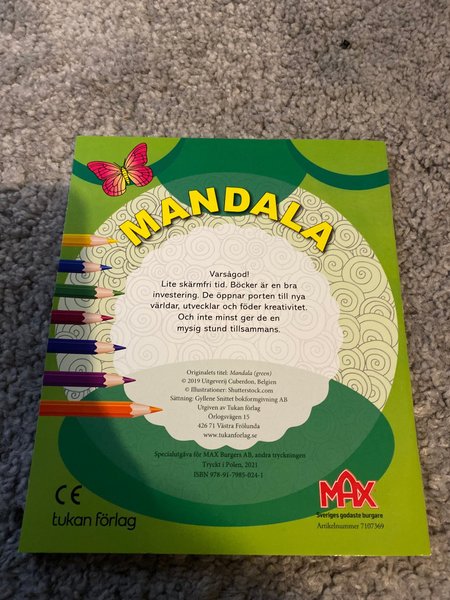 MANDALA
Varsågod!
Lite skärmfri tid. Böcker är en bra
investering. De öppnar porten till nya
världar, utvecklar och föder kreativitet.
Och inte minst ger de en
mysig stund tillsammans.
Originalets titel: Mandala (green)
© 2019 Uitgeverij Cuberdon, Belgien
© Illustrationer: Shutterstock.com
Sättning: Gyllene Snittet bokformgivning AB
Utgiven av Tukan förlag
Örlogsvägen 15
426 71 Västra Frölunda
www.tukanforlag.se
Specialutgåva för MAX Burgers AB, andra tryckningen
Tryckt i Polen, 2021
ISBN 978-91-7985-024-1
CE
tukan förlag
MAX
Sveriges godaste burgare
Artikelnummer 7107369